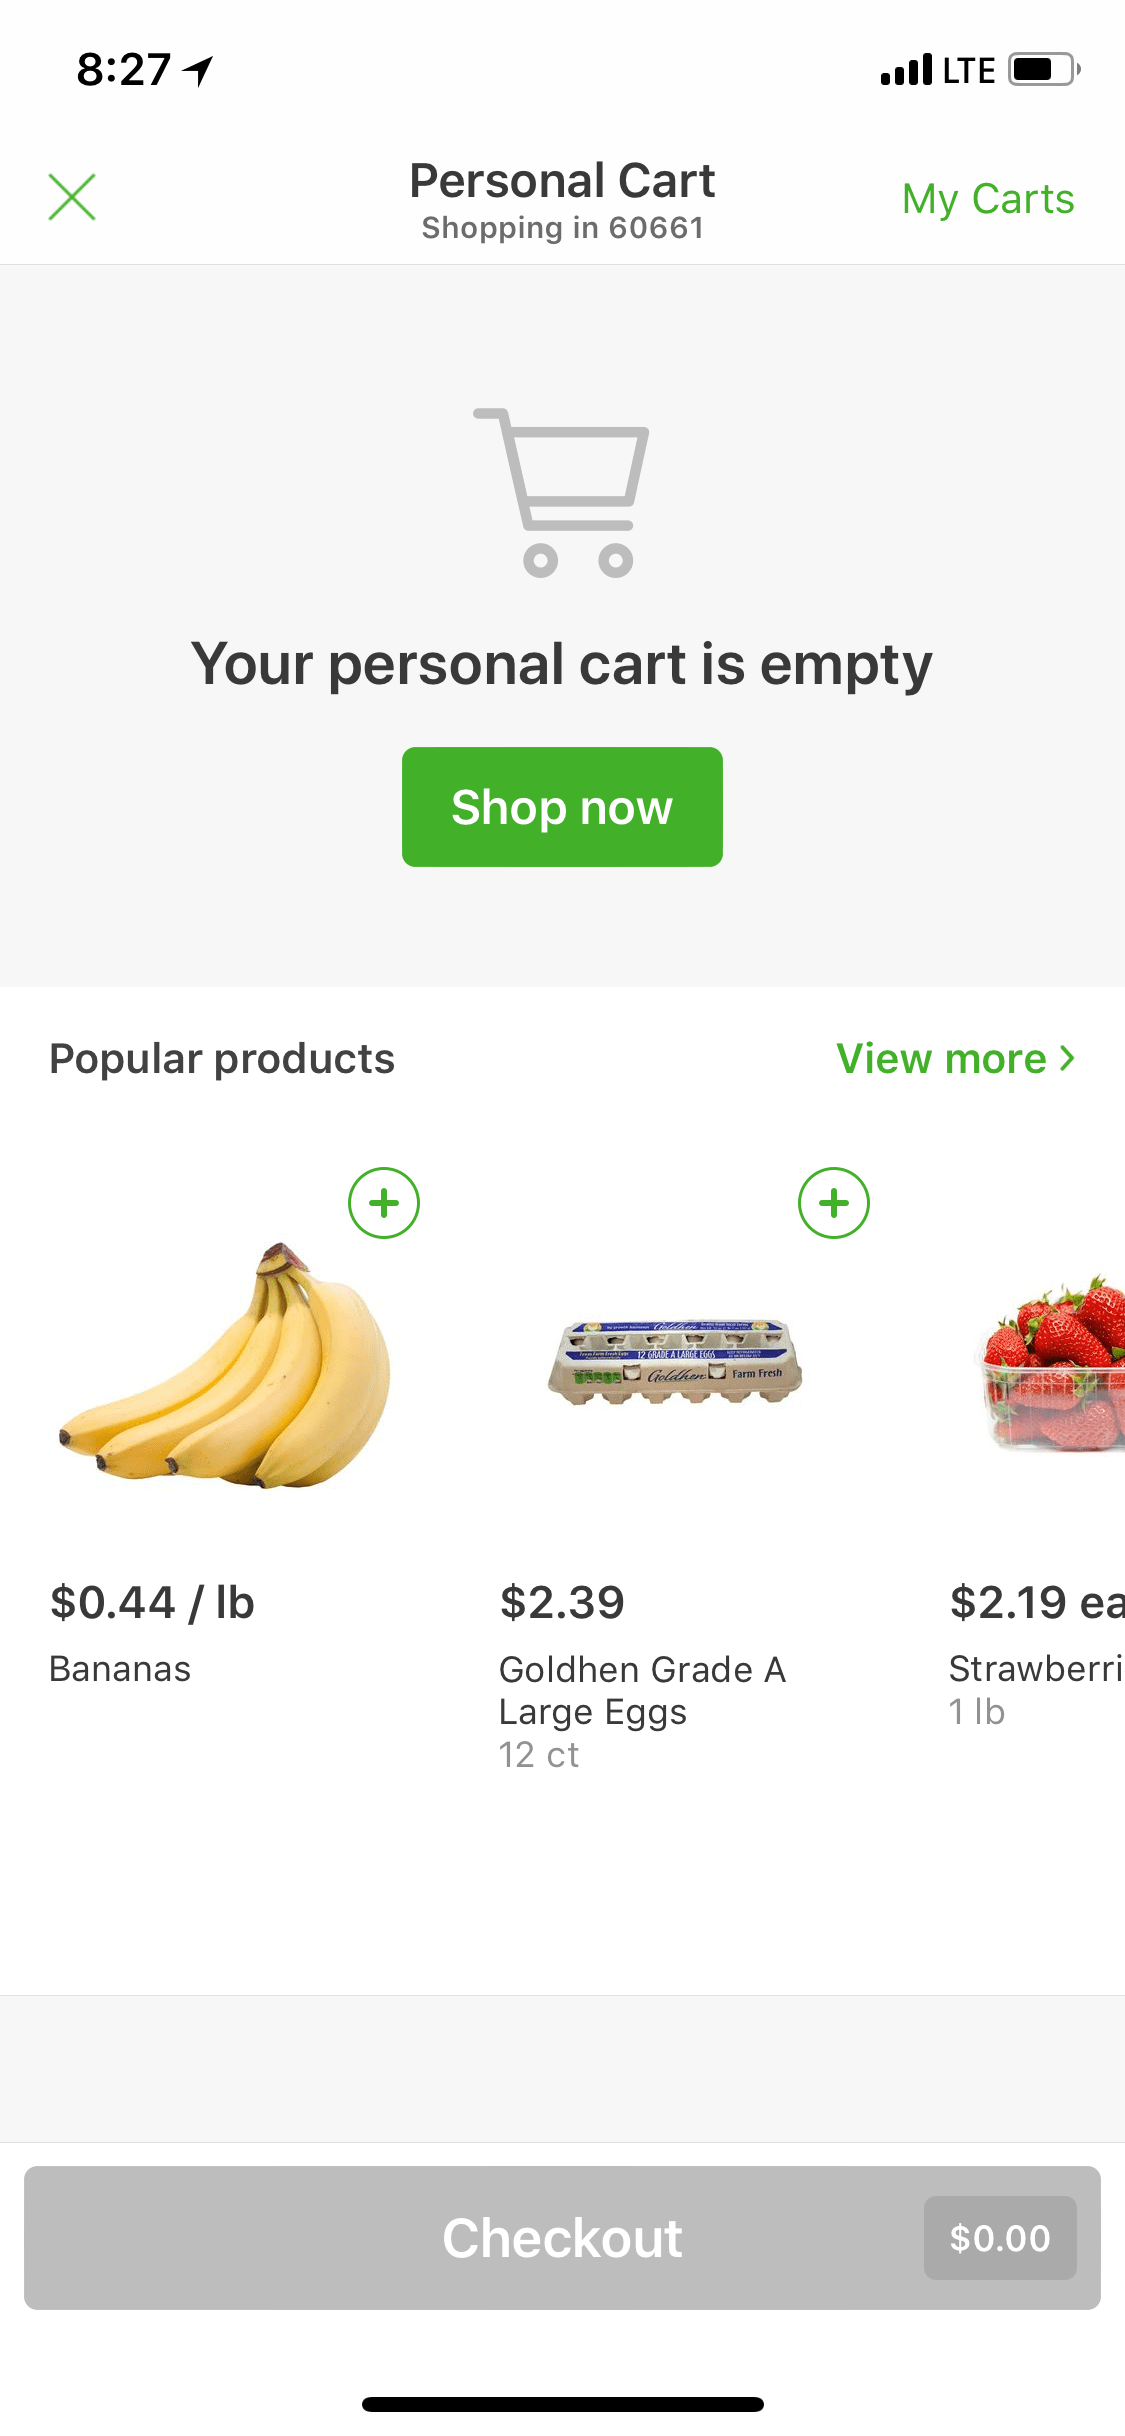 8:27
LTE
Personal Cart
Shopping in 60661
My Carts
Your personal cart is empty
Shop now
Popular products
View more
Goldhen
12 GRADE A LARGE EGGS
Goldhen
Farm Fresh
$0.44 / lb
Bananas
$2.39
Goldhen Grade A
Large Eggs
12 ct
$2.19 ea
Strawberri
1 lb
Checkout
$0.00